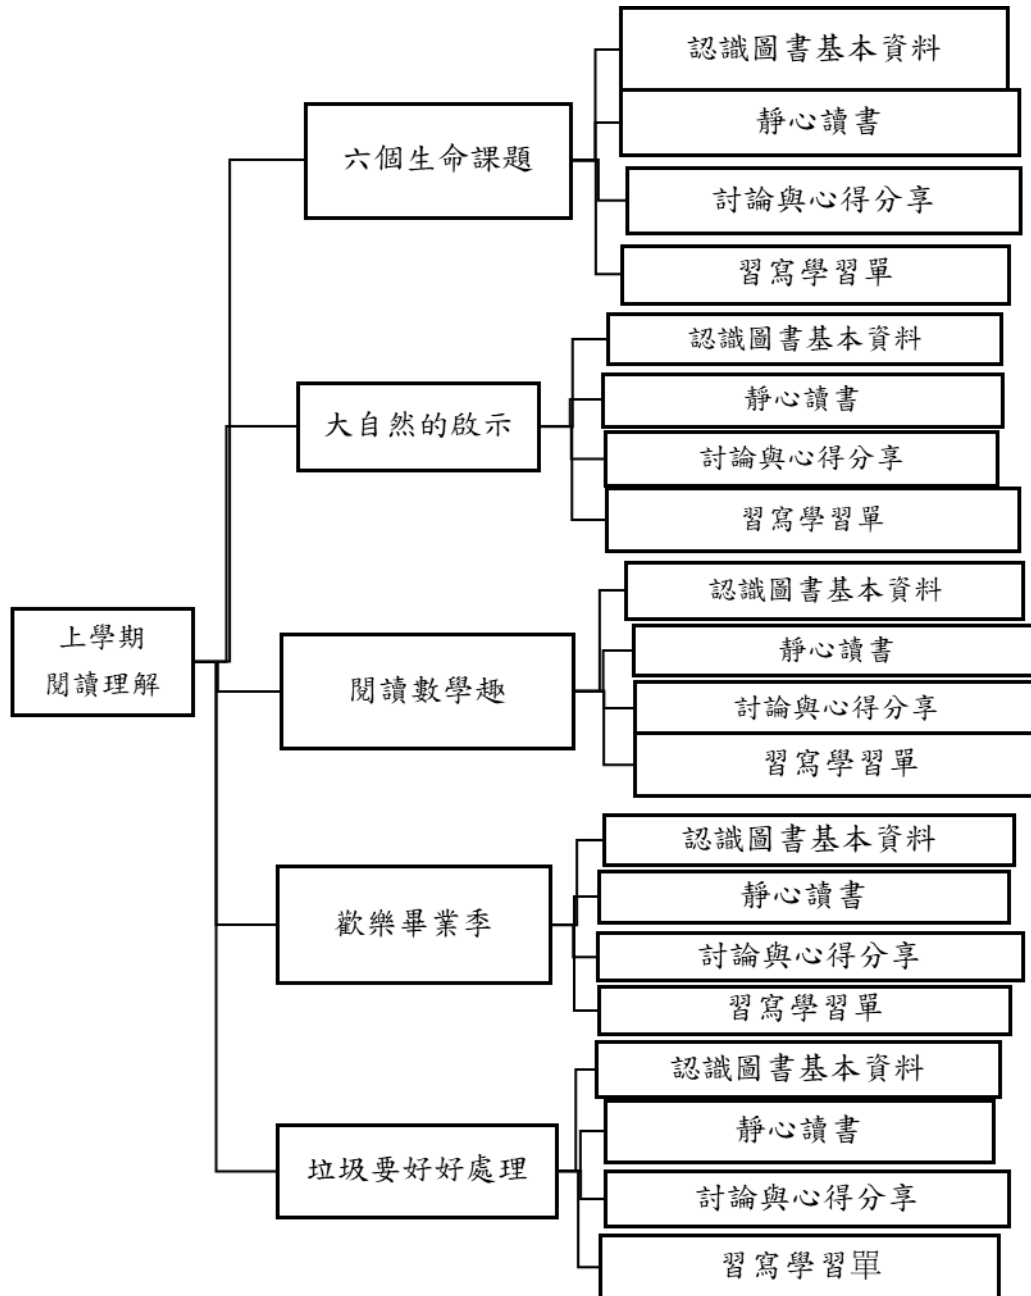 上學期
閱讀理解
六個生命課題
認識圖書基本資料
靜心讀書
討論與心得分享
習寫學習單
大自然的啟示
認識圖書基本資料
靜心讀書
討論與心得分享
習寫學習單
閱讀數學趣
認識圖書基本資料
靜心讀書
討論與心得分享
習寫學習單
歡樂畢業季
認識圖書基本資料
靜心讀書
討論與心得分享
習寫學習單
垃圾要好好處理
認識圖書基本資料
靜心讀書
討論與心得分享
習寫學習單